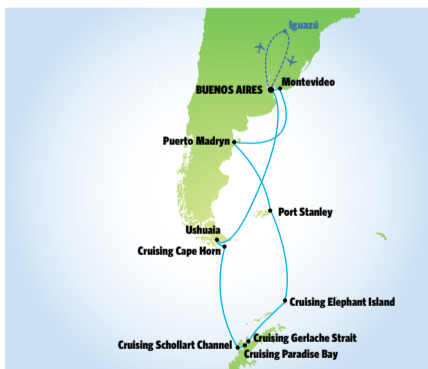 Iguazú
Montevideo
BUENOS AIRES
Puerto Madryn
Port Stanley
Ushuaia
Cruising Cape Horn
Cruising Elephant Island
Cruising Gerlache Strait
Cruising Schollart Channel
Cruising Paradise Bay